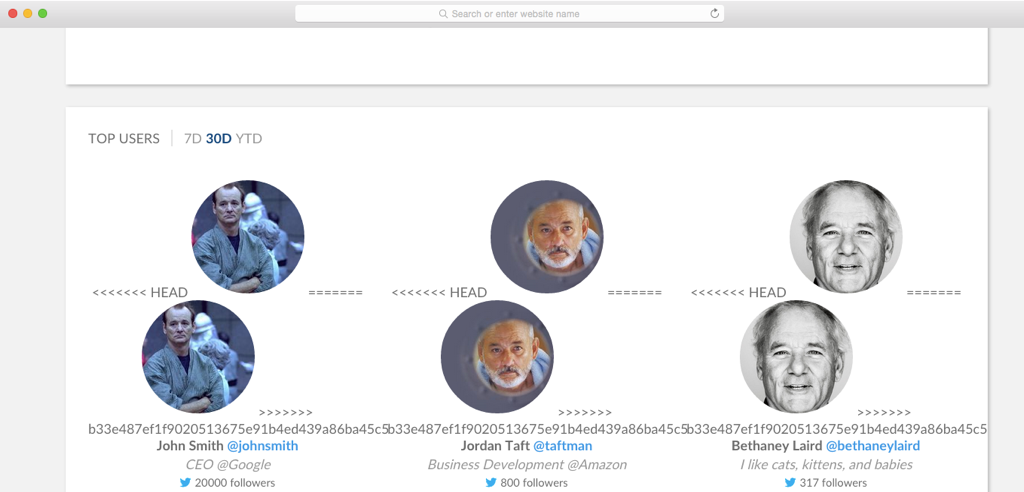 Search or enter website name
TOP USERS 7D 30D YTD
<<<<<<< HEAD ======= <<<<<<< HEAD ======= <<<<<<< HEAD =======
>>>>>>> >>>>>>> >>>>>>>
b33e487ef1f9020513675e91b4ed439a86ba45c5 b33e487ef1f9020513675e91b4ed439a86ba45c5 b33e487ef1f9020513675e91b4ed439a86ba45c5
John Smith @johnsmith Jordan Taft @taftman Bethaney Laird @bethaneylaird
CEO @Google Business Development @Amazon I like cats, kittens, and babies
20000 followers 800 followers 317 followers